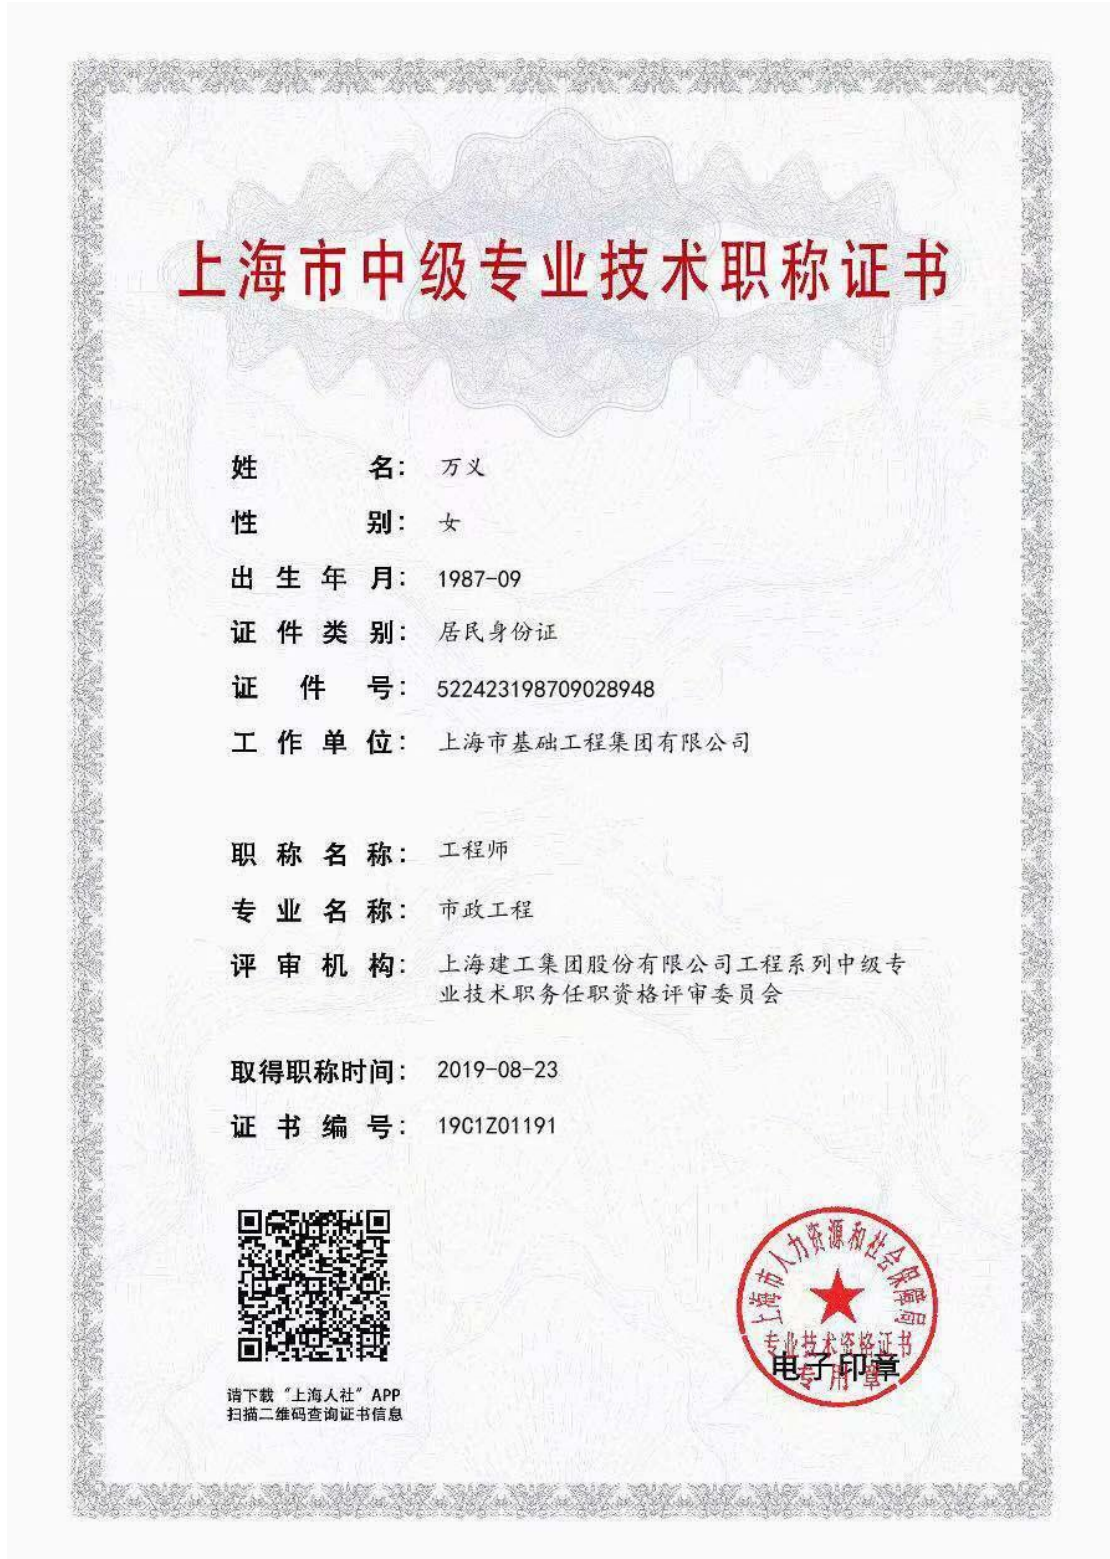 上海市中级专业技术职称证书
姓名： 万义
性别： 女
出生年月： 1987-09
证件类别： 居民身份证
证件号： 522423198709028948
工作单位： 上海市基础工程集团有限公司
职称名称： 工程师
专业名称： 市政工程
评审机构： 上海建工集团股份有限公司工程系列中级专
业技术职务任职资格评审委员会
取得职称时间： 2019-08-23
证书编号： 19C1Z01191
请下载“上海人社”APP
扫描二维码查询证书信息
上海市人力资源和社会保障局
专业技术资格证书
电子印章
专用章